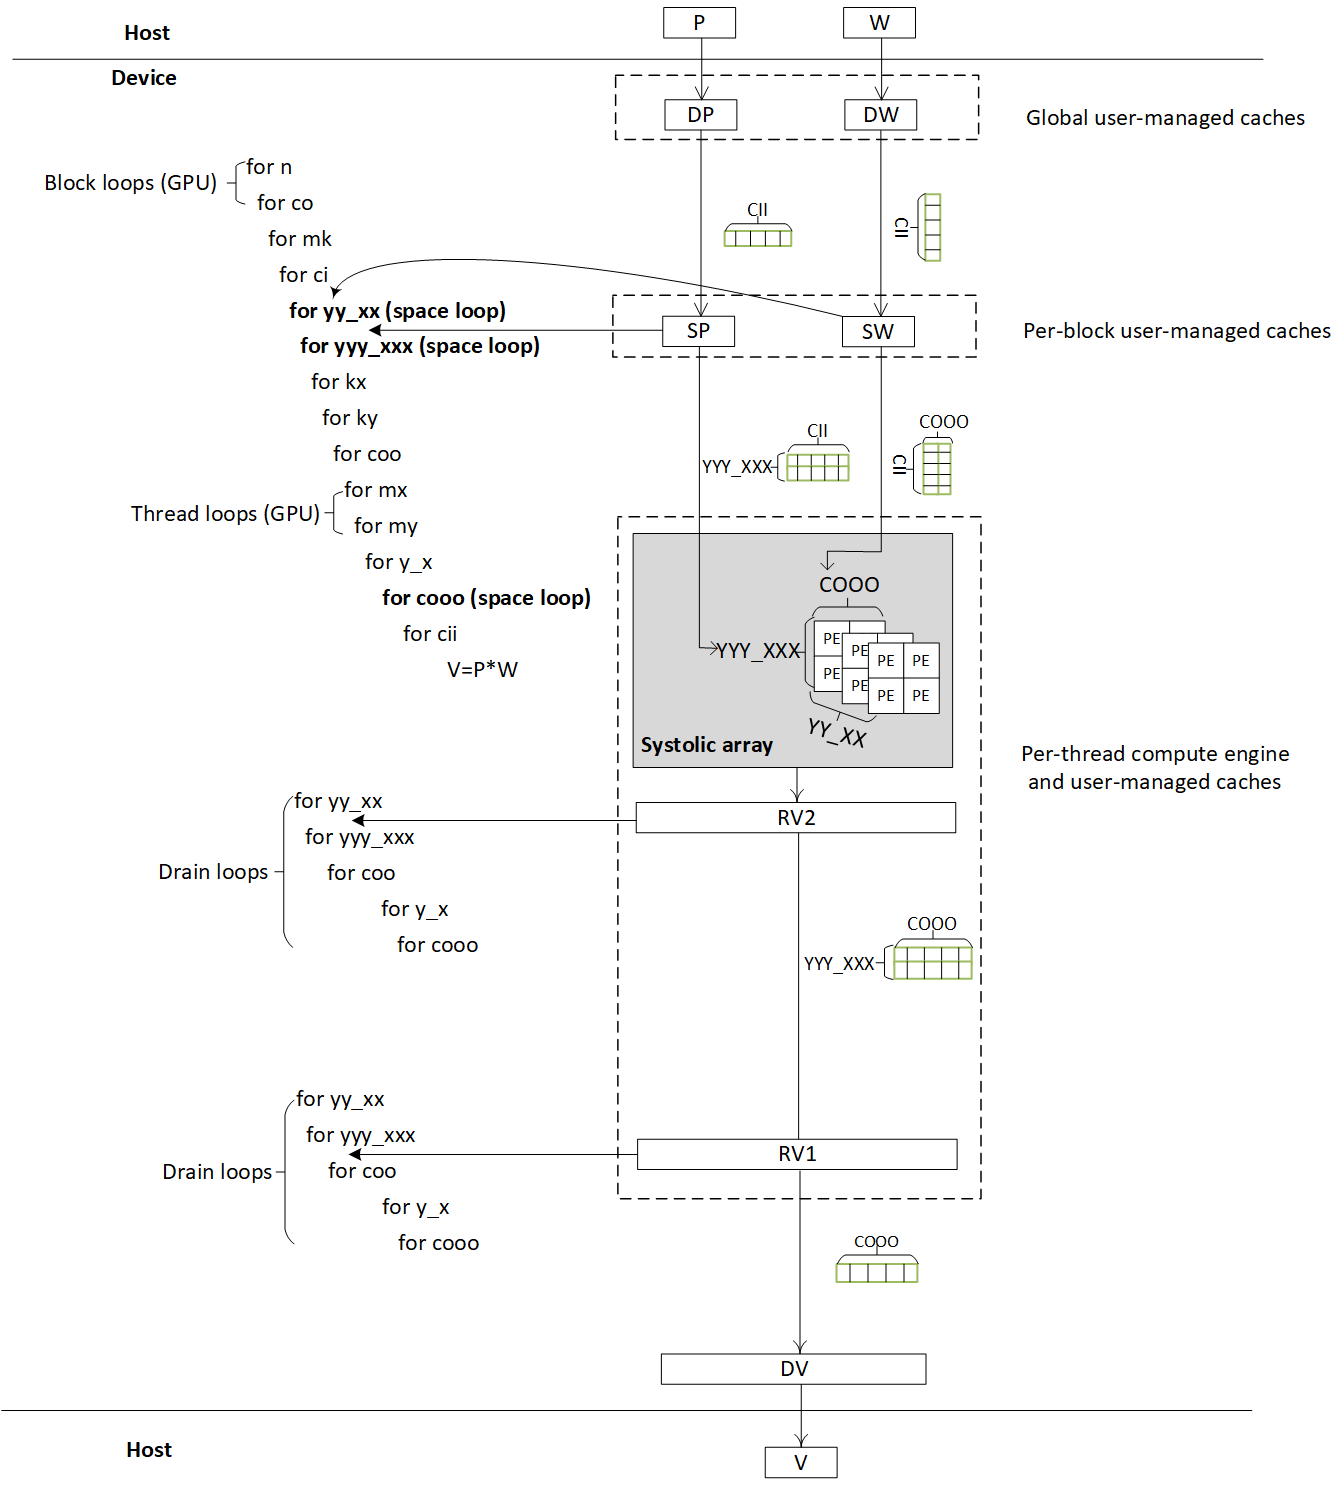 Host
P
W
Device
DP
DW
Global user-managed caches
Block loops (GPU)
for n
for co
for mk
for ci
for yy_xx (space loop)
for yyy_xxx (space loop)
for kx
for ky
for coo
Thread loops (GPU)
for mx
for my
for y_x
for cooo (space loop)
for cii
V=P*W
CII
CII
SP
SW
Per-block user-managed caches
CII
YYY_XXX
COOO
CII
COOO
YYY_XXX
PE
PE
PE
PE
PE
PE
PE
PE
YY_XX
Systolic array
Per-thread compute engine
and user-managed caches
RV2
Drain loops
for yy_xx
for yyy_xxx
for coo
for y_x
for cooo
COOO
YYY_XXX
RV1
Drain loops
for yy_xx
for yyy_xxx
for coo
for y_x
for cooo
COOO
DV
Host
V